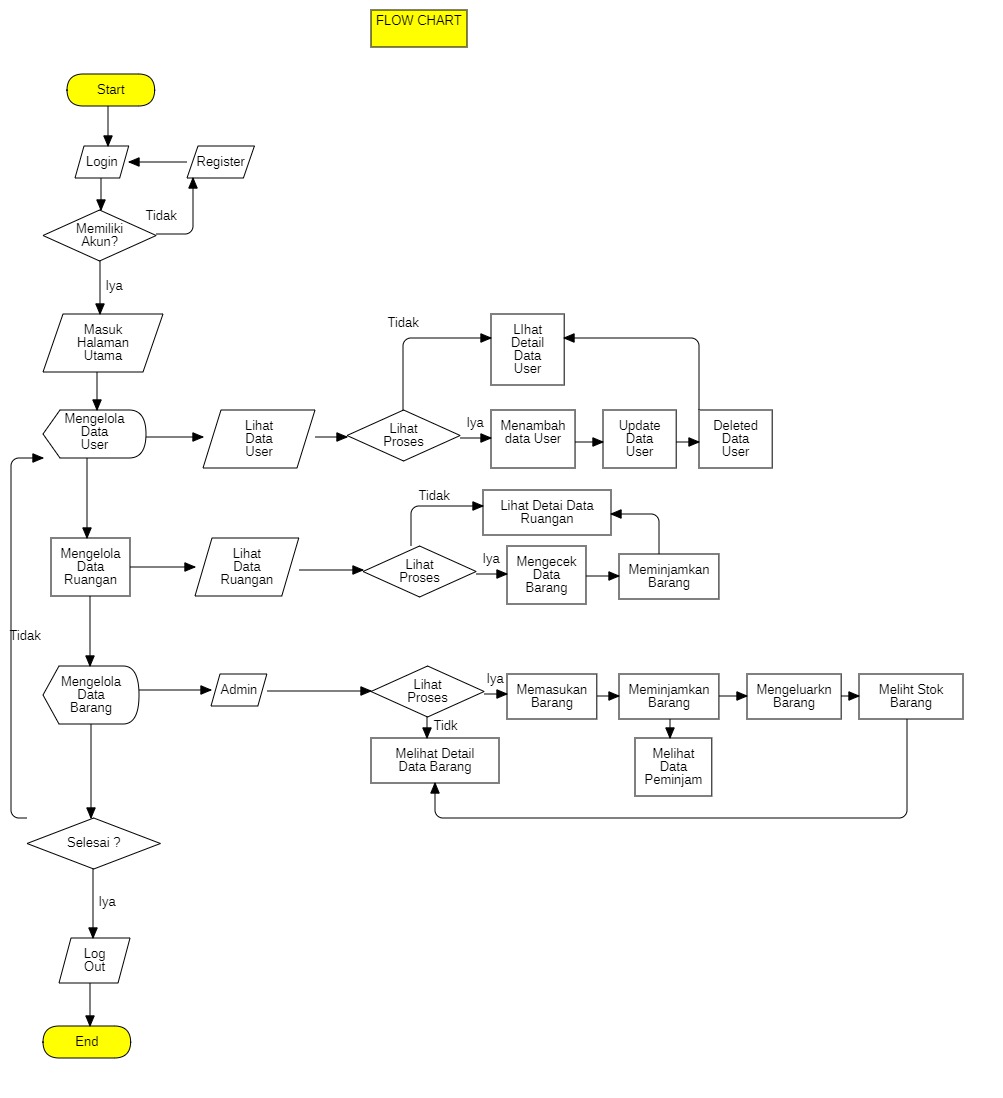 FLOW CHART
Start
Login
Register
Memiliki
Akun?
Tidak
Iya
Masuk
Halaman
Utama
Mengelola
Data
User
Lihat
Data
User
Lihat
Proses
Tidak
Iya
LIhat
Detail
Data
User
Menambah
data User
Update
Data
User
Deleted
Data
User
Mengelola
Data
Ruangan
Lihat
Data
Ruangan
Lihat
Proses
Tidak
Iya
Lihat Detai Data
Ruangan
Mengecek
Data
Barang
Meminjamkan
Barang
Tidak
Mengelola
Data
Barang
Admin
Lihat
Proses
Iya
Tidk
Memasukan
Barang
Meminjamkan
Barang
Mengeluarkn
Barang
Meliht Stok
Barang
Melihat Detail
Data Barang
Melihat
Data
Peminjam
Selesai ?
Iya
Log
Out
End